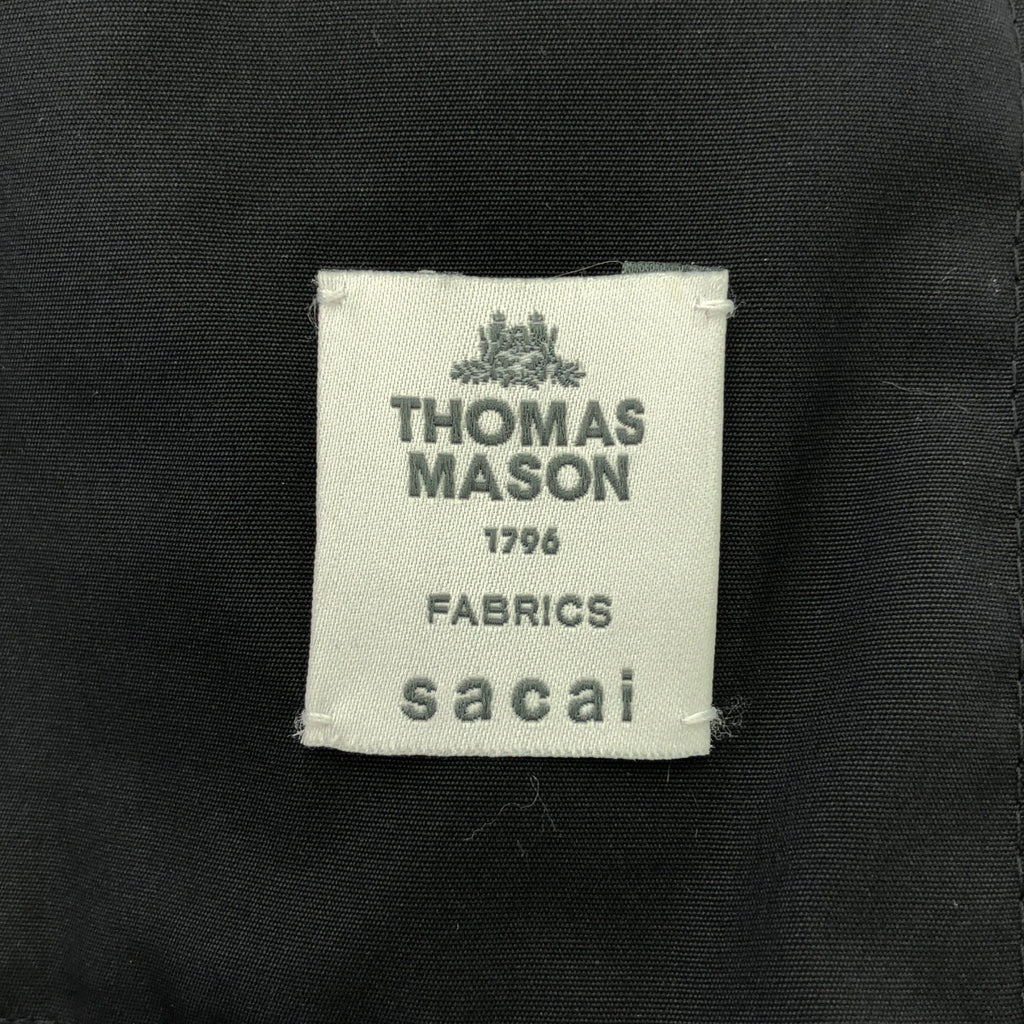 THOMAS
MASON
1796
FABRICS
sacai